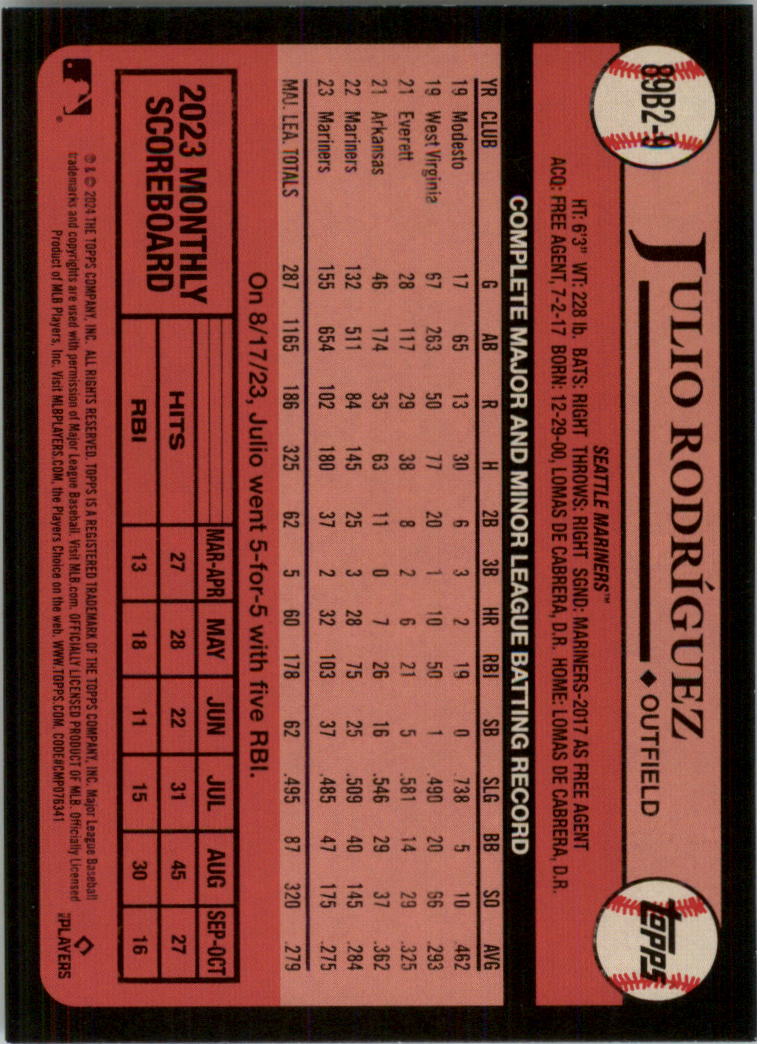 89B2-9
JULIO RODRÍGUEZ
◆ OUTFIELD
topps
SEATTLE MARINERS™
HT: 6'3" WT: 228 lb. BATS: RIGHT THROWS: RIGHT SGND: MARINERS-2017 AS FREE AGENT
ACQ: FREE AGENT, 7-2-17 BORN: 12-29-00, LOMAS DE CABRERA, D.R. HOME: LOMAS DE CABRERA, D.R.
COMPLETE MAJOR AND MINOR LEAGUE BATTING RECORD
YR CLUB G AB R H 2B 3B HR RBI SB SLG BB SO AVG
19 Modesto 17 65 13 30 6 3 2 19 0 .738 5 10 .462
19 West Virginia 67 263 50 77 20 1 10 50 1 .490 20 66 .293
21 Everett 28 117 29 38 8 2 6 21 5 .581 14 29 .325
21 Arkansas 46 174 35 63 11 0 7 26 16 .546 29 37 .362
22 Mariners 132 511 84 145 25 3 28 75 25 .509 40 145 .284
23 Mariners 155 654 102 180 37 2 32 103 37 .485 47 175 .275
MAJ. LEA. TOTALS 287 1165 186 325 62 5 60 178 62 .495 87 320 .279
On 8/17/23, Julio went 5-for-5 with five RBI.
2023 MONTHLY
SCOREBOARD
MAR-APR MAY JUN JUL AUG SEP-OCT
HITS 27 28 22 31 45 27
RBI 13 18 11 15 30 16
® & © 2024 THE TOPPS COMPANY, INC. ALL RIGHTS RESERVED. TOPPS IS A REGISTERED TRADEMARK OF THE TOPPS COMPANY, INC. Major League Baseball
trademarks and copyrights are used with permission of Major League Baseball. Visit MLB.com. OFFICIALLY LICENSED PRODUCT OF MLB. Officially Licensed
Product of MLB Players, Inc. Visit MLBPLAYERS.COM, the Players Choice on the web. WWW.TOPPS.COM. CODE#CMP076341
MLB PLAYERS